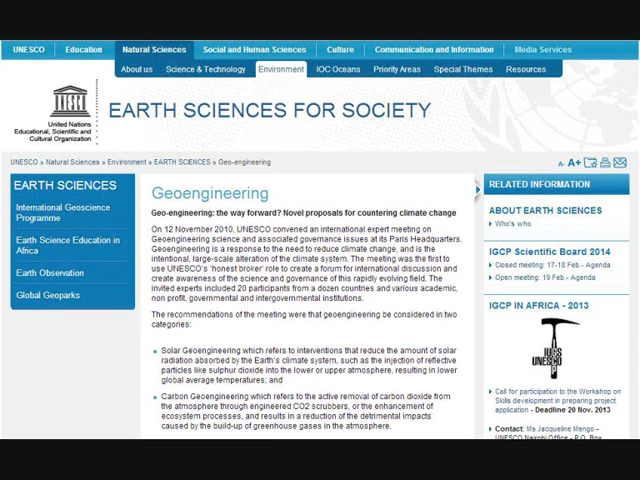 UNESCO Education Natural Sciences Social and Human Sciences Culture Communication and Information Media Services
About us Science & Technology Environment IOC Oceans Priority Areas Special Themes Resources
UNESCO
United Nations
Educational, Scientific and
Cultural Organization
EARTH SCIENCES FOR SOCIETY
UNESCO » Natural Sciences » Environment » EARTH SCIENCES » Geo-engineering
A- A+
EARTH SCIENCES
International Geoscience
Programme
Earth Science Education in
Africa
Earth Observation
Global Geoparks
Geoengineering
Geo-engineering: the way forward? Novel proposals for countering climate change
On 12 November 2010, UNESCO convened an international expert meeting on
Geoengineering science and associated governance issues at its Paris Headquarters.
Geoengineering is a response to the need to reduce climate change, and is the
intentional, large-scale alteration of the climate system. The meeting was the first to
use UNESCO's 'honest broker' role to create a forum for international discussion and
create awareness of the science and governance of this rapidly evolving field. The
invited experts included 20 participants from a dozen countries and various academic,
non profit, governmental and intergovernmental institutions.
The recommendations of the meeting were that geoengineering be considered in two
categories:
Solar Geoengineering which refers to interventions that reduce the amount of solar
radiation absorbed by the Earth's climate system, such as the injection of reflective
particles like sulphur dioxide into the lower or upper atmosphere, resulting in lower
global average temperatures; and
Carbon Geoengineering which refers to the active removal of carbon dioxide from
the atmosphere through engineered CO2 scrubbers, or the enhancement of
ecosystem processes, and results in a reduction of the detrimental impacts
caused by the build-up of greenhouse gases in the atmosphere.
RELATED INFORMATION
ABOUT EARTH SCIENCES
Who's who
IGCP Scientific Board 2014
Closed meeting: 17-18 Feb.- Agenda
Open meeting: 19 Feb.- Agenda
IGCP IN AFRICA - 2013
IUGS
UNESCO
Call for participation to the Workshop on
Skills development in preparing project
application - Deadline 20 Nov. 2013
Contact: Ms Jacqueline Mengo -
UNESCO Nairobi Office - P.O. Box